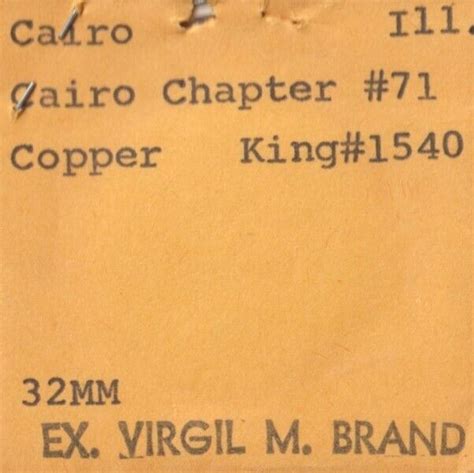 Cairo Ill.
Cairo Chapter #71
Copper King#1540
32MM
EX. VIRGIL M. BRAND